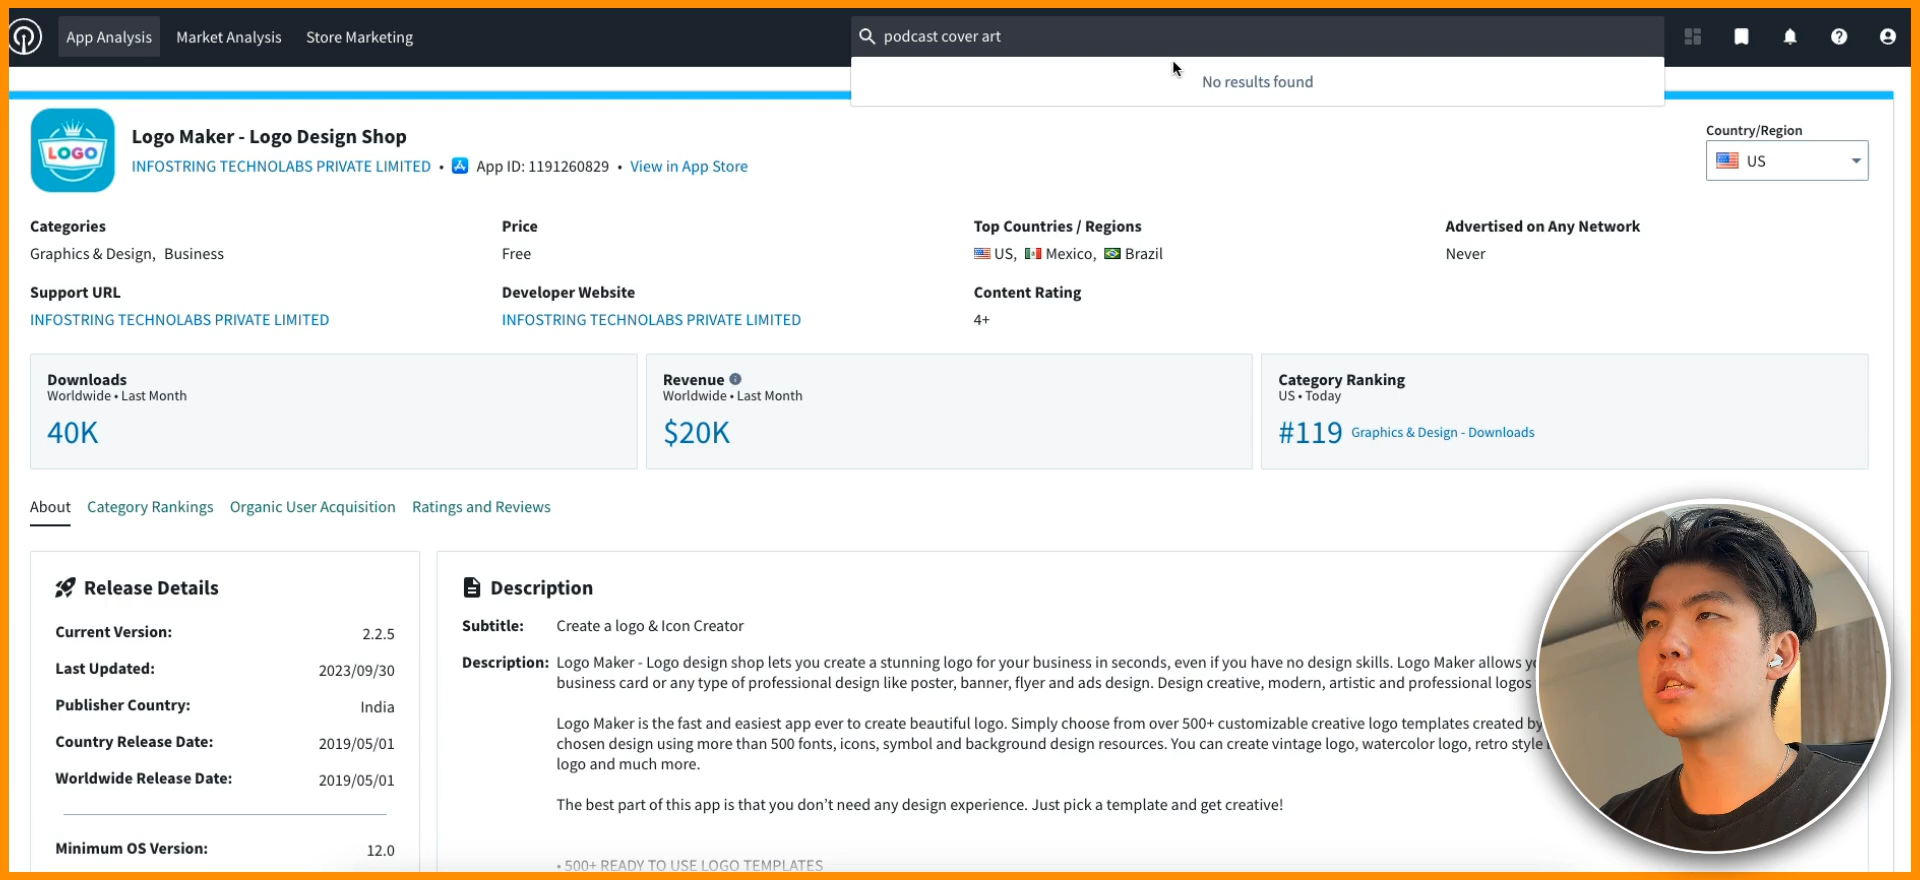 App Analysis
Market Analysis
Store Marketing
podcast cover art
No results found
LOGO
Logo Maker - Logo Design Shop
INFOSTRING TECHNOLABS PRIVATE LIMITED • App ID: 1191260829 • View in App Store
Country/Region
US
Categories
Graphics & Design, Business
Price
Free
Top Countries / Regions
US, Mexico, Brazil
Advertised on Any Network
Never
Support URL
INFOSTRING TECHNOLABS PRIVATE LIMITED
Developer Website
INFOSTRING TECHNOLABS PRIVATE LIMITED
Content Rating
4+
Downloads
Worldwide • Last Month
40K
Revenue
Worldwide • Last Month
$20K
Category Ranking
US • Today
#119 Graphics & Design - Downloads
About
Category Rankings
Organic User Acquisition
Ratings and Reviews
Release Details
Current Version: 2.2.5
Last Updated: 2023/09/30
Publisher Country: India
Country Release Date: 2019/05/01
Worldwide Release Date: 2019/05/01
Minimum OS Version: 12.0
Description
Subtitle: Create a logo & Icon Creator
Description: Logo Maker - Logo design shop lets you create a stunning logo for your business in seconds, even if you have no design skills. Logo Maker allows
business card or any type of professional design like poster, banner, flyer and ads design. Design creative, modern, artistic and professional logos
Logo Maker is the fast and easiest app ever to create beautiful logo. Simply choose from over 500+ customizable creative logo templates created by
chosen design using more than 500 fonts, icons, symbol and background design resources. You can create vintage logo, watercolor logo, retro style
logo and much more.
The best part of this app is that you don't need any design experience. Just pick a template and get creative!
• 500+ READY TO USE LOGO TEMPLATES